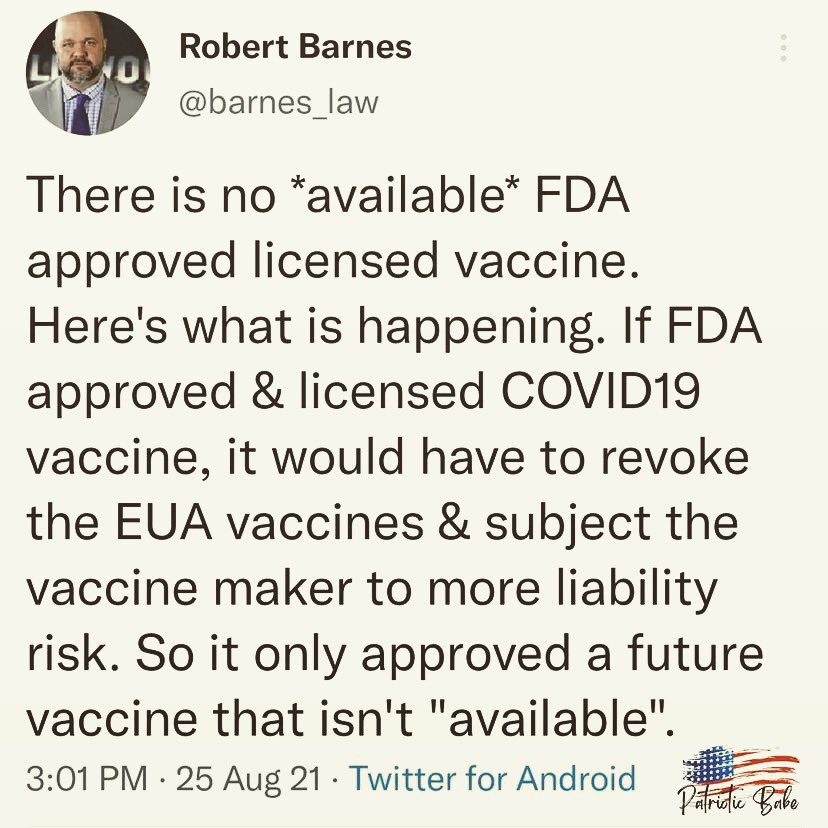 Robert Barnes
@barnes_law
There is no *available* FDA
approved licensed vaccine.
Here's what is happening. If FDA
approved & licensed COVID19
vaccine, it would have to revoke
the EUA vaccines & subject the
vaccine maker to more liability
risk. So it only approved a future
vaccine that isn't "available".
3:01 PM · 25 Aug 21 · Twitter for Android
Patriotic Babe